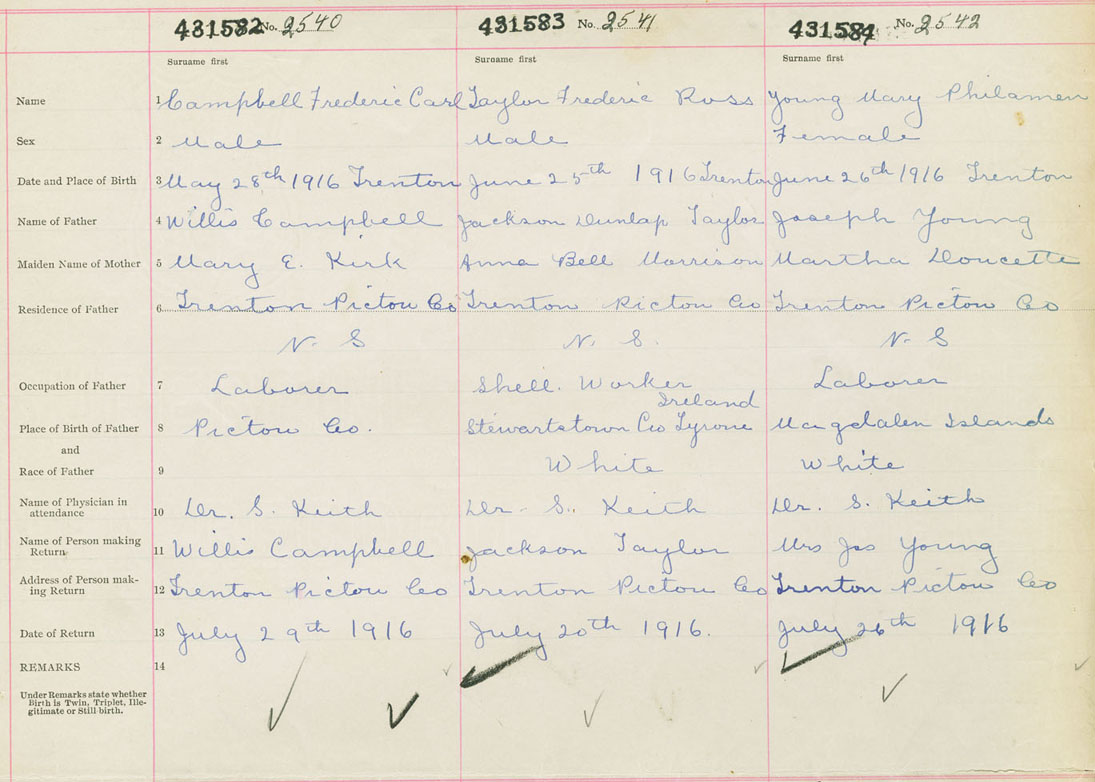 431582 No. 2540 431583 No. 2541 431584 No. 2542
Surname first Surname first Surname first
Name 1 Campbell Frederic Carl Taylor Frederic Ross Young Mary Philamen
Sex 2 Male Male Female
Date and Place of Birth 3 May 28th 1916 Trenton June 25th 1916 Trenton June 26th 1916 Trenton
Name of Father 4 Willis Campbell Jackson Dunlap Taylor Joseph Young
Maiden Name of Mother 5 Mary E. Kirk Anna Bell Morrison Martha Doucette
Residence of Father 6 Trenton Pictou Co Trenton Pictou Co Trenton Pictou Co
N. S N. S. N. S
Occupation of Father 7 Laborer Shell. Worker Laborer
Ireland
Place of Birth of Father 8 Pictou Co. Stewartstown Co Tyrone Magdalen Islands
and
Race of Father 9 White White
Name of Physician in
attendance 10 Dr. S. Keith Dr. S. Keith Dr. S. Keith
Name of Person making
Return 11 Willis Campbell Jackson Taylor Mrs Jos Young
Address of Person mak-
ing Return 12 Trenton Pictou Co Trenton Pictou Co Trenton Pictou Co
Date of Return 13 July 29th 1916 July 20th 1916. July 26th 1916
REMARKS 14
Under Remarks state whether
Birth is Twin, Triplet, Ille-
gitimate or Still-birth.